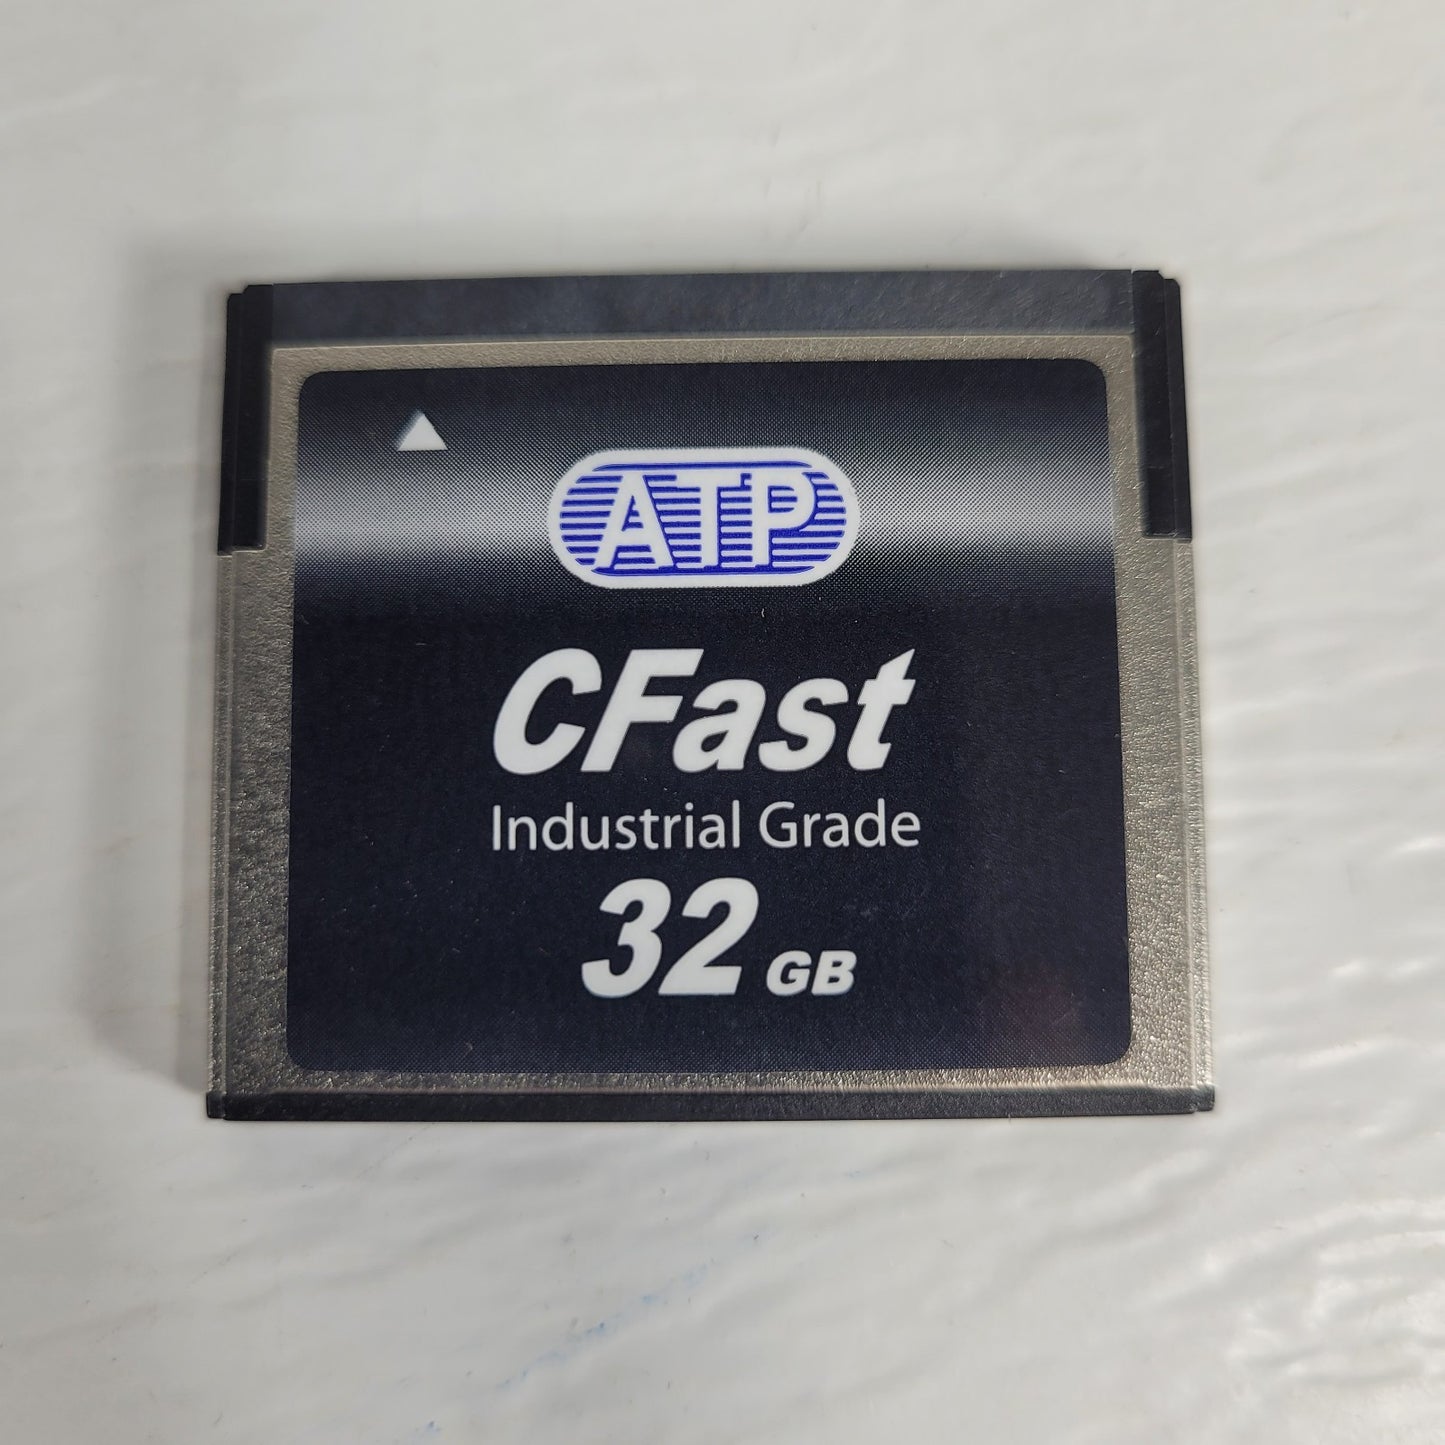 ATP
CFast
Industrial Grade
32 GB